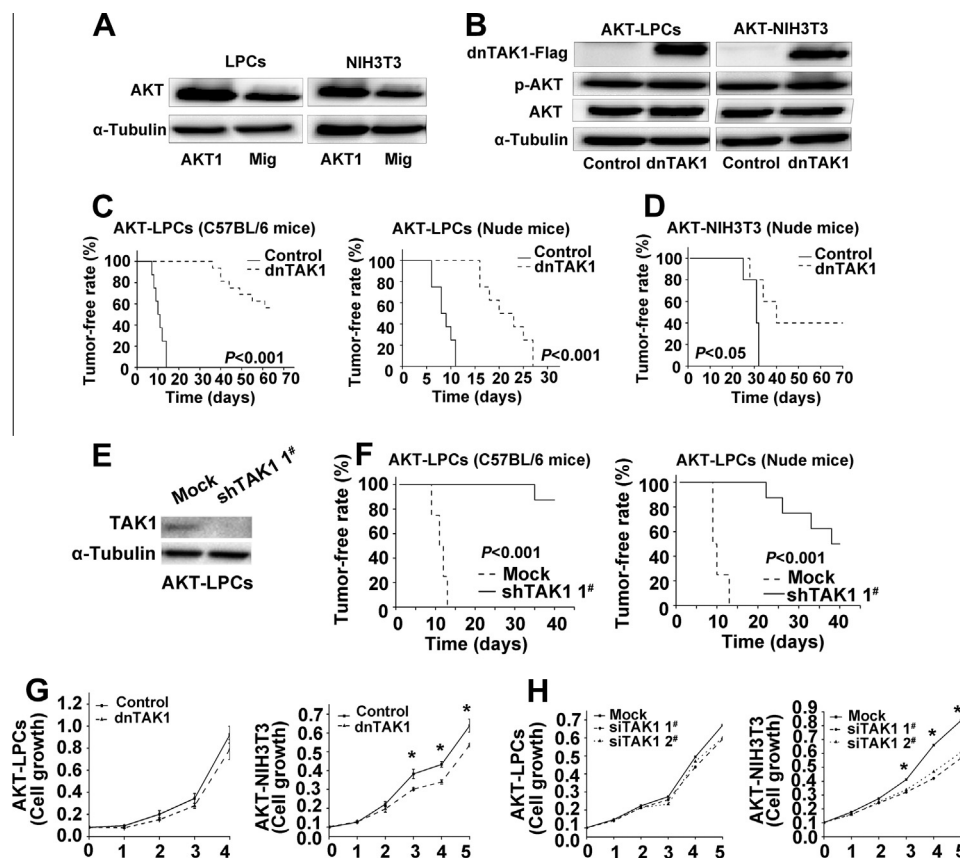 A
LPCs NIH3T3
AKT
α-Tubulin
AKT1 Mig AKT1 Mig
B
AKT-LPCs AKT-NIH3T3
dnTAK1-Flag
p-AKT
AKT
α-Tubulin
Control dnTAK1 Control dnTAK1
C
AKT-LPCs (C57BL/6 mice)
Tumor-free rate (%)
Control
dnTAK1
100
80
60
40
20
P<0.001
0 10 20 30 40 50 60 70
Time (days)
AKT-LPCs (Nude mice)
Tumor-free rate (%)
Control
dnTAK1
100
80
60
40
20
P<0.001
0 5 10 15 20 25 30
Time (days)
D
AKT-NIH3T3 (Nude mice)
Tumor-free rate (%)
Control
dnTAK1
100
80
60
40
20
P<0.05
0 10 20 30 40 50 60 70
Time (days)
E
Mock shTAK1 1#
TAK1
α-Tubulin
AKT-LPCs
F
AKT-LPCs (C57BL/6 mice)
Tumor-free rate (%)
100
80
60
40
20
0
P<0.001
Mock
shTAK1 1#
0 10 20 30 40
Time (days)
AKT-LPCs (Nude mice)
Tumor-free rate (%)
100
80
60
40
20
0
P<0.001
Mock
shTAK1 1#
0 10 20 30 40
Time (days)
G
AKT-LPCs
(Cell growth)
Control
dnTAK1
1.2
1.0
0.8
0.6
0.4
0.2
0.0
0 1 2 3 4
AKT-NIH3T3
(Cell growth)
Control
dnTAK1
0.7
0.6
0.5
0.4
0.3
0.2
0.1
0.0
* * *
0 1 2 3 4 5
H
AKT-LPCs
(Cell growth)
Mock
siTAK1 1#
siTAK1 2#
0.7
0.6
0.5
0.4
0.3
0.2
0.1
0.0
0 1 2 3 4 5
AKT-NIH3T3
(Cell growth)
Mock
siTAK1 1#
siTAK1 2#
0.9
0.8
0.7
0.6
0.5
0.4
0.3
0.2
0.1
0.0
* * *
0 1 2 3 4 5